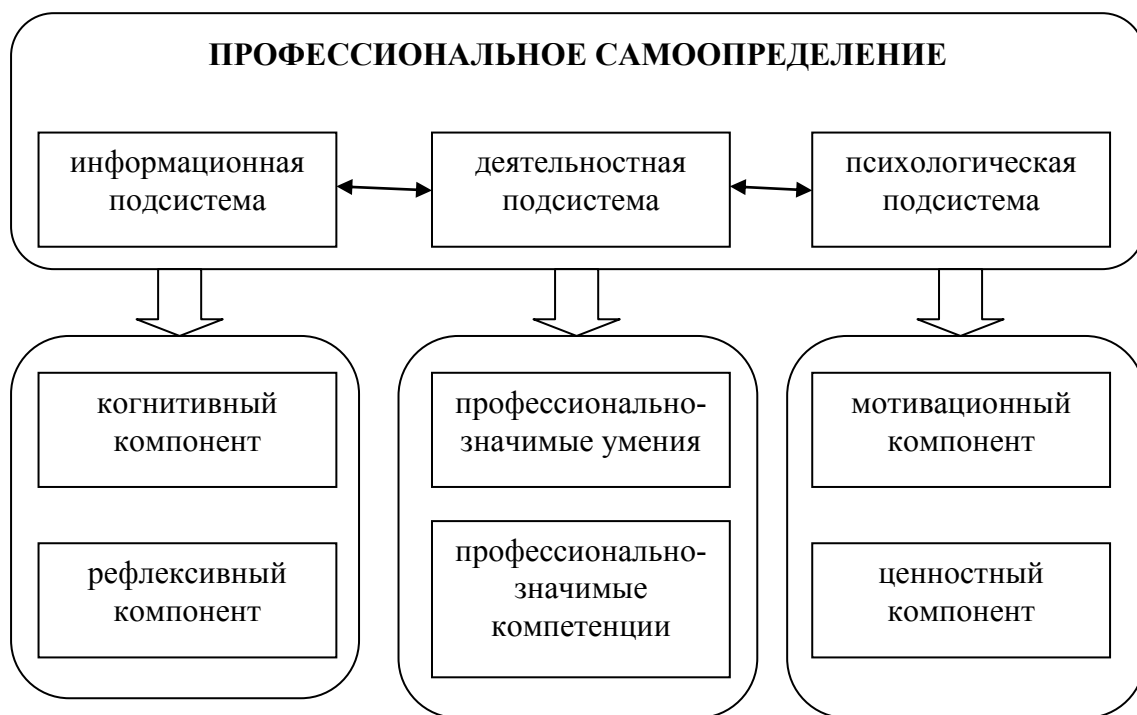 ПРОФЕССИОНАЛЬНОЕ САМООПРЕДЕЛЕНИЕ
информационная
подсистема
деятельностная
подсистема
психологическая
подсистема
когнитивный
компонент
рефлексивный
компонент
профессионально-
значимые умения
профессионально-
значимые
компетенции
мотивационный
компонент
ценностный
компонент